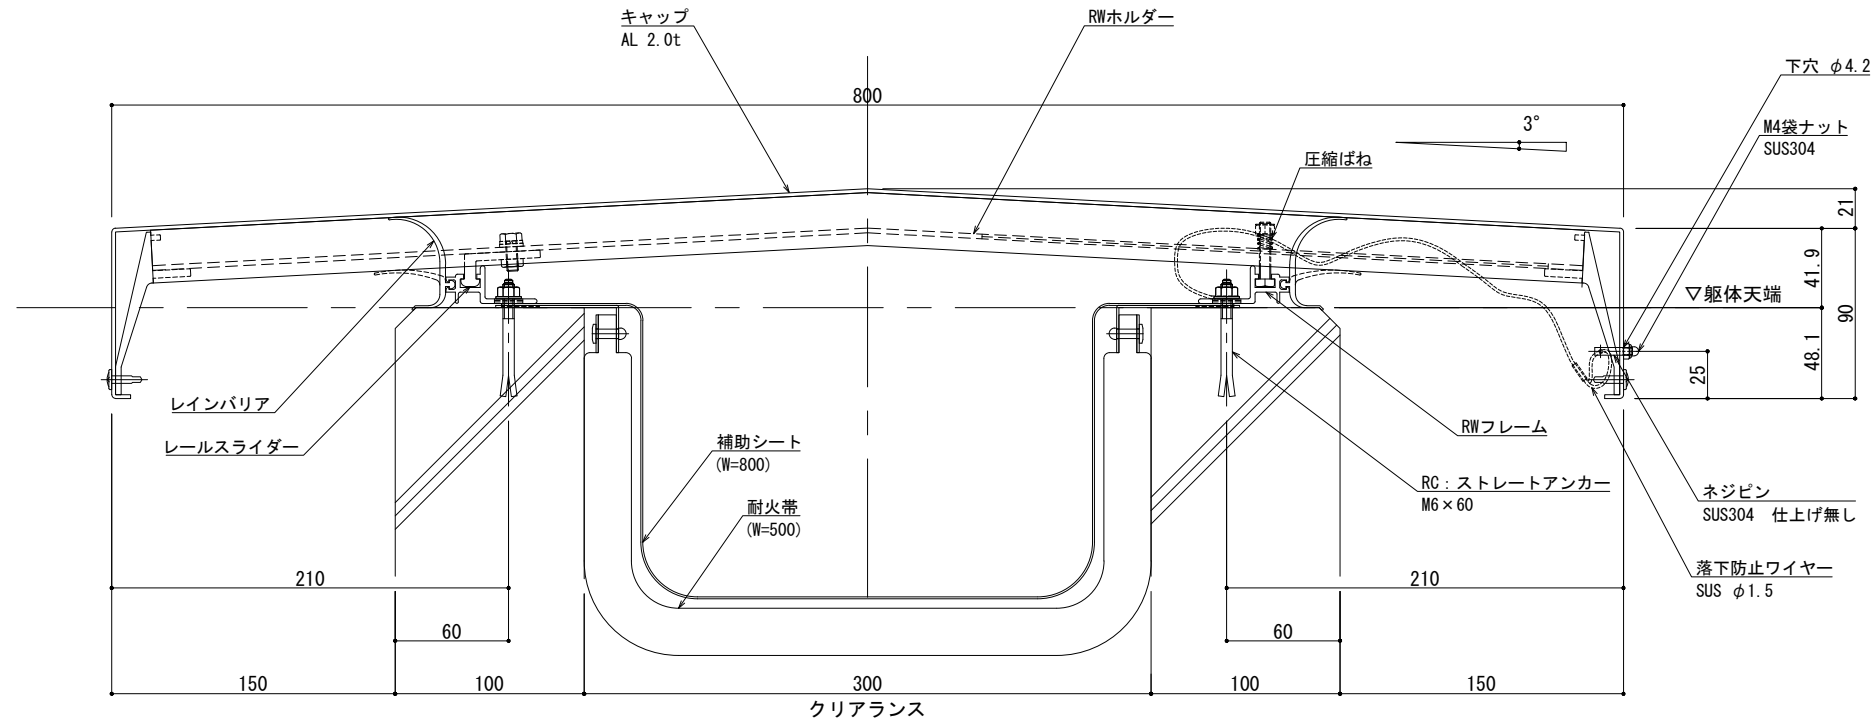 キャップ
AL 2.0t
RWホルダー
下穴 φ4.2
800
3°
M4袋ナット
SUS304
圧縮ばね
21
41.9
▽躯体天端
90
48.1
25
レインバリア
レールスライダー
補助シート
(W=800)
RWフレーム
RC：ストレートアンカー
M6×60
ネジピン
SUS304 仕上げ無し
耐火帯
(W=500)
落下防止ワイヤー
SUS φ1.5
210
210
60
60
150
100
300
100
150
クリアランス